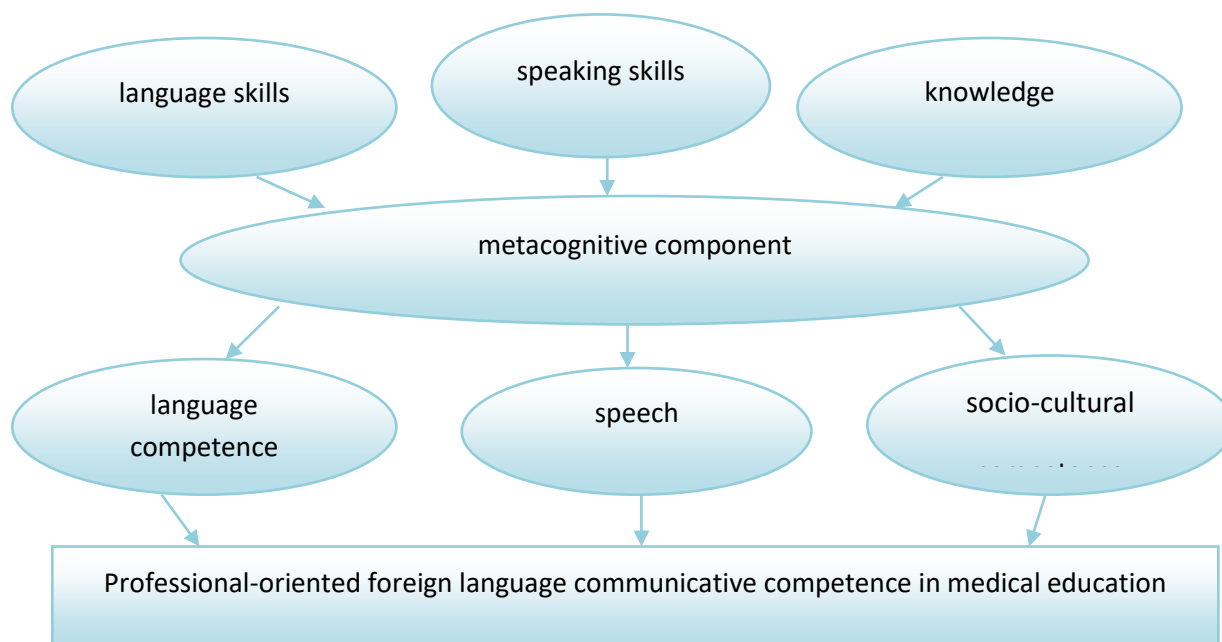 language skills
speaking skills
knowledge
metacognitive component
language
competence
speech
socio-cultural
Professional-oriented foreign language communicative competence in medical education